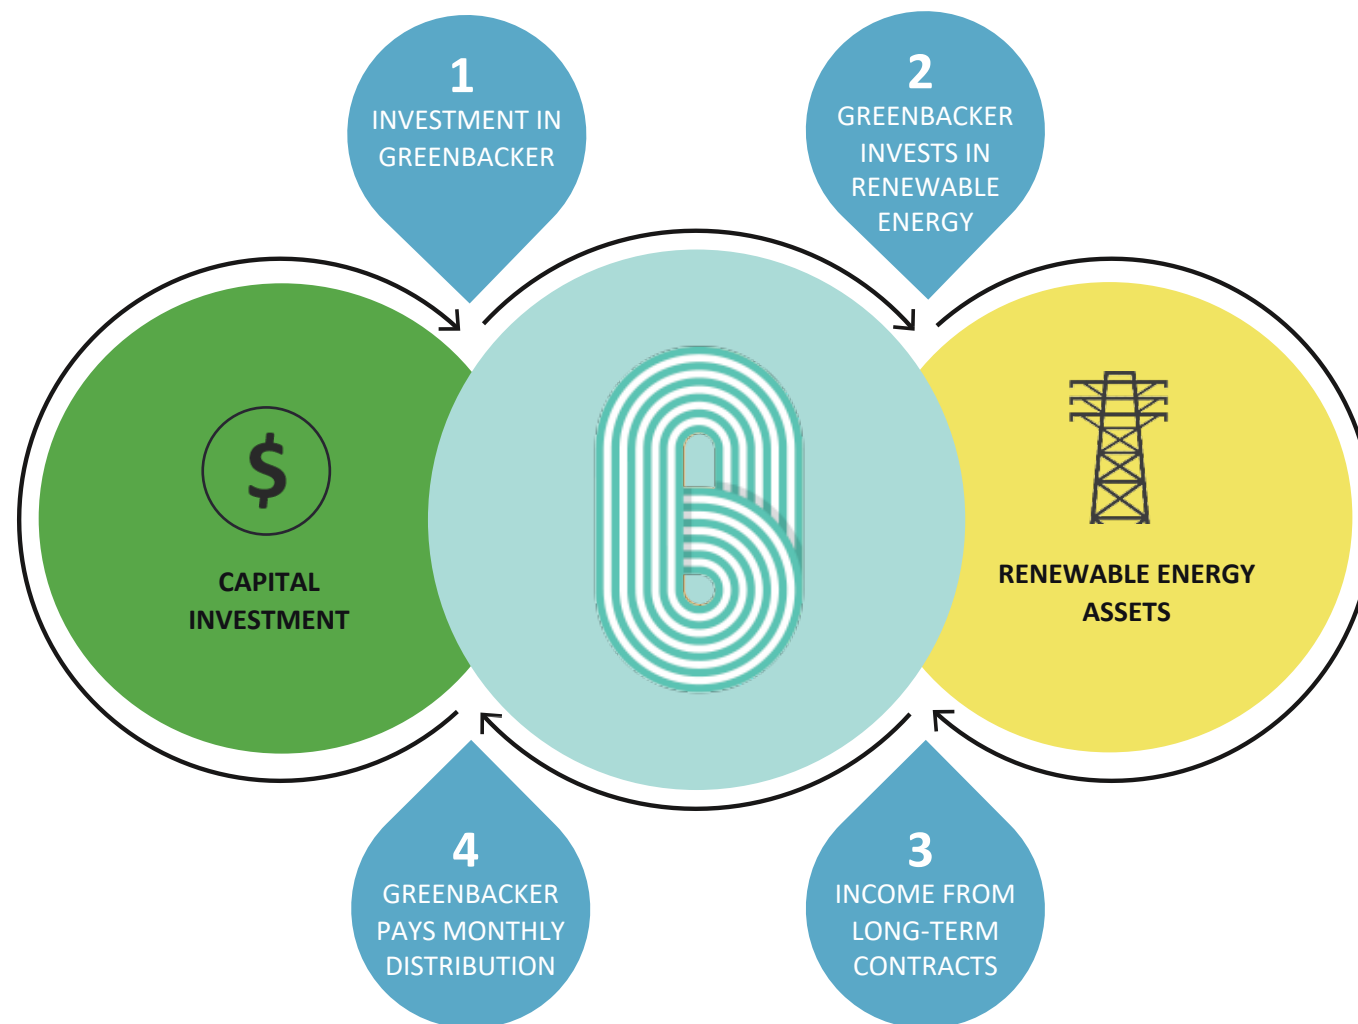 1
INVESTMENT IN
GREENBACKER
2
GREENBACKER
INVESTS IN
RENEWABLE
ENERGY
$
CAPITAL
INVESTMENT
RENEWABLE ENERGY
ASSETS
4
GREENBACKER
PAYS MONTHLY
DISTRIBUTION
3
INCOME FROM
LONG-TERM
CONTRACTS